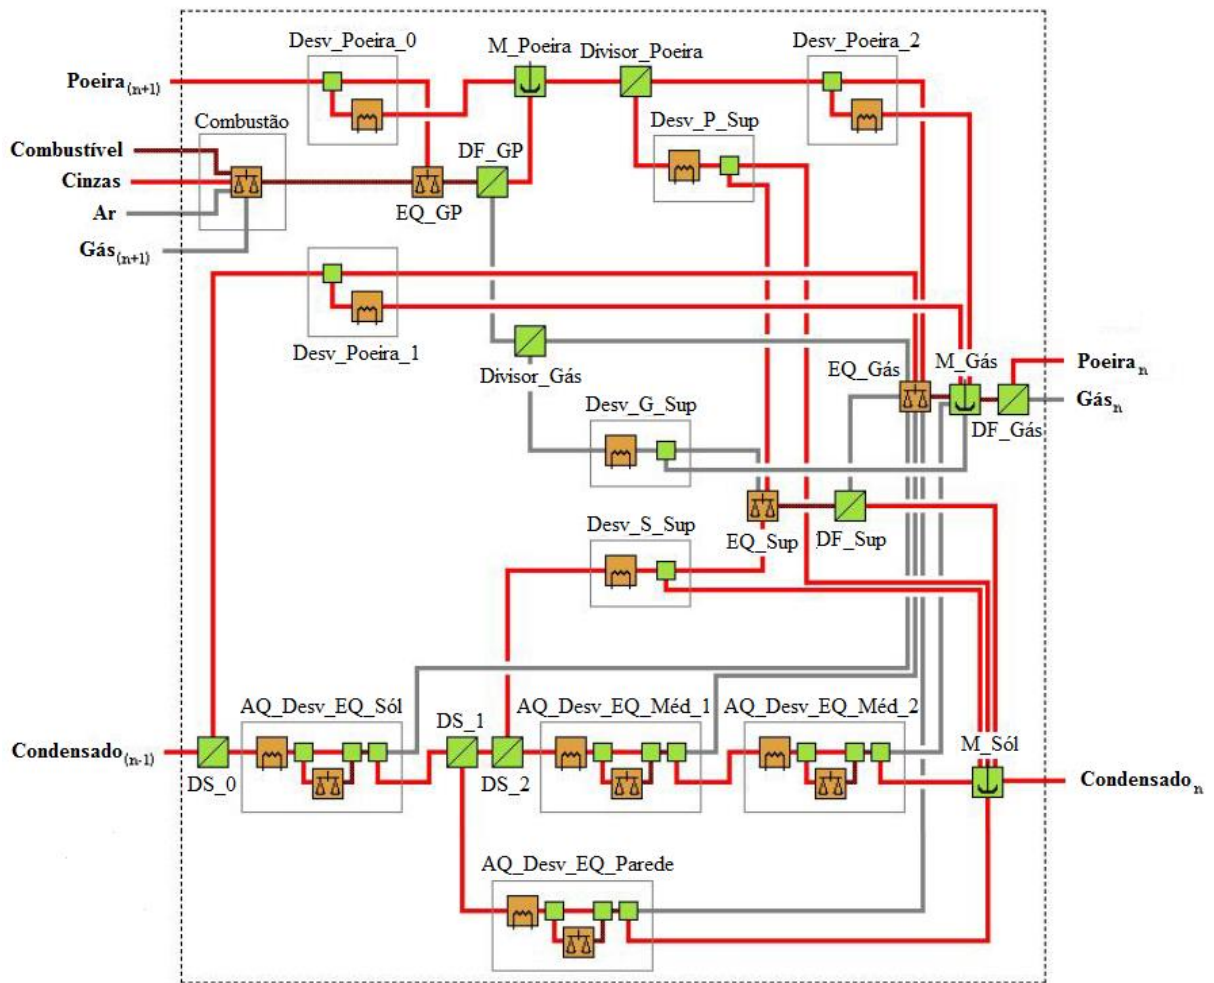 Desv_Poeira_0
M_Poeira
Divisor_Poeira
Desv_Poeira_2
Poeira(n+1)
Combustão
Desv_P_Sup
Combustível
DF_GP
Cinzas
EQ_GP
Ar
Gás(n+1)
Desv_Poeira_1
Divisor_Gás
EQ_Gás
M_Gás
Poeira n
Gás n
DF_Gás
Desv_G_Sup
Desv_S_Sup
EQ_Sup
DF_Sup
AQ_Desv_EQ_Sól
DS_1
AQ_Desv_EQ_Méd_1
AQ_Desv_EQ_Méd_2
M_Sól
Condensado(n-1)
DS_0
DS_2
Condensado n
AQ_Desv_EQ_Parede